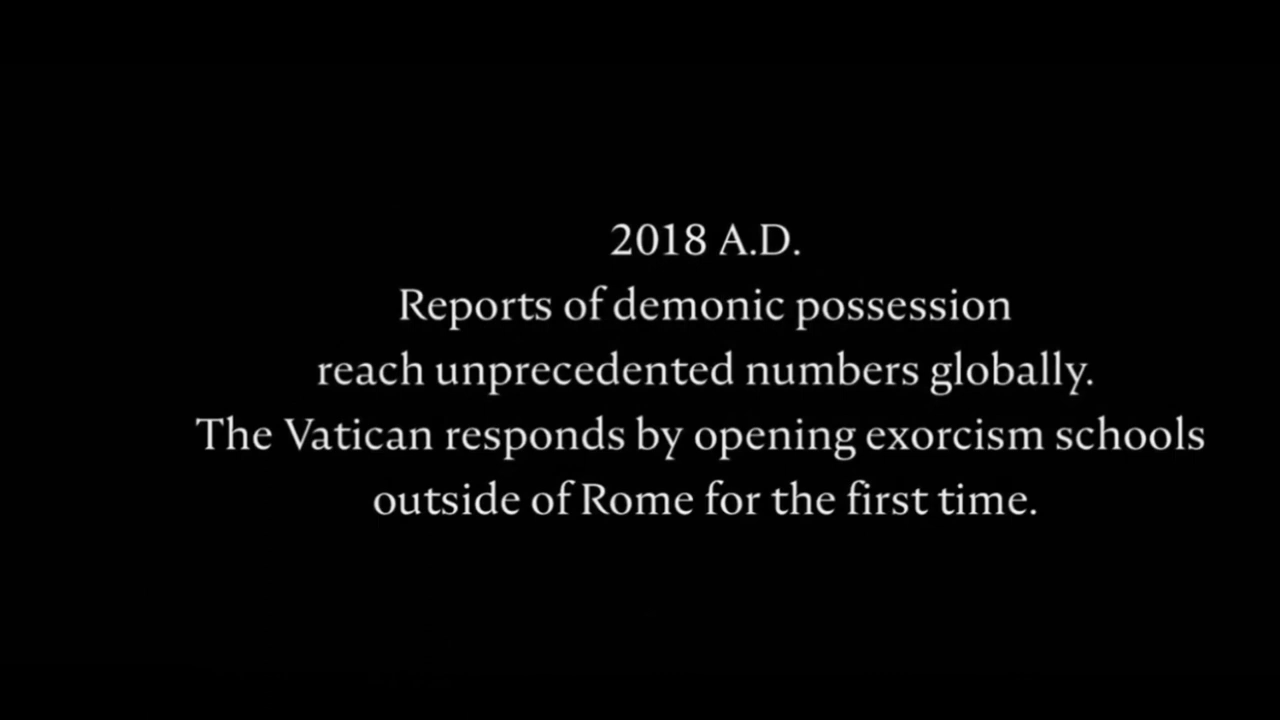 2018 A.D.
Reports of demonic possession
reach unprecedented numbers globally.
The Vatican responds by opening exorcism schools
outside of Rome for the first time.